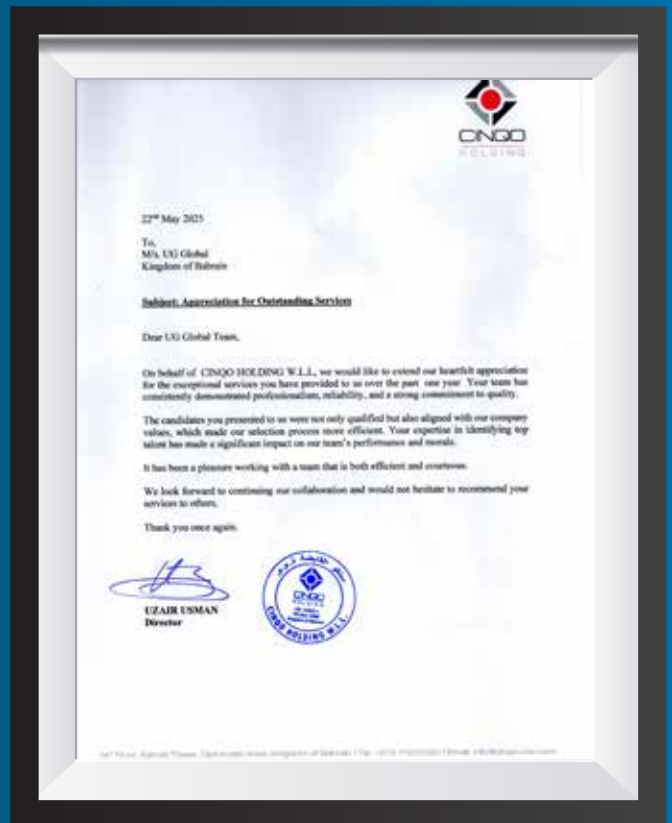 CINQO
HOLDING
22nd May 2025
To,
M/s. UG Global
Kingdom of Bahrain
Subject: Appreciation for Outstanding Services
Dear UG Global Team,
On behalf of CINQO HOLDING W.L.L, we would like to extend our heartfelt appreciation
for the exceptional services you have provided to us over the past one year Your team has
consistently demonstrated professionalism, reliability, and a strong commitment to quality.
The candidates you presented to us were not only qualified but also aligned with our company
values, which made our selection process more efficient. Your expertise in identifying top
talent has made a significant impact on our team's performance and morale.
It has been a pleasure working with a team that is both efficient and courteous.
We look forward to continuing our collaboration and would not hesitate to recommend your
services to others.
Thank you once again.
UZAIR USMAN
Director
CINQO
HOLDING
CINQO HOLDING W.L.L.